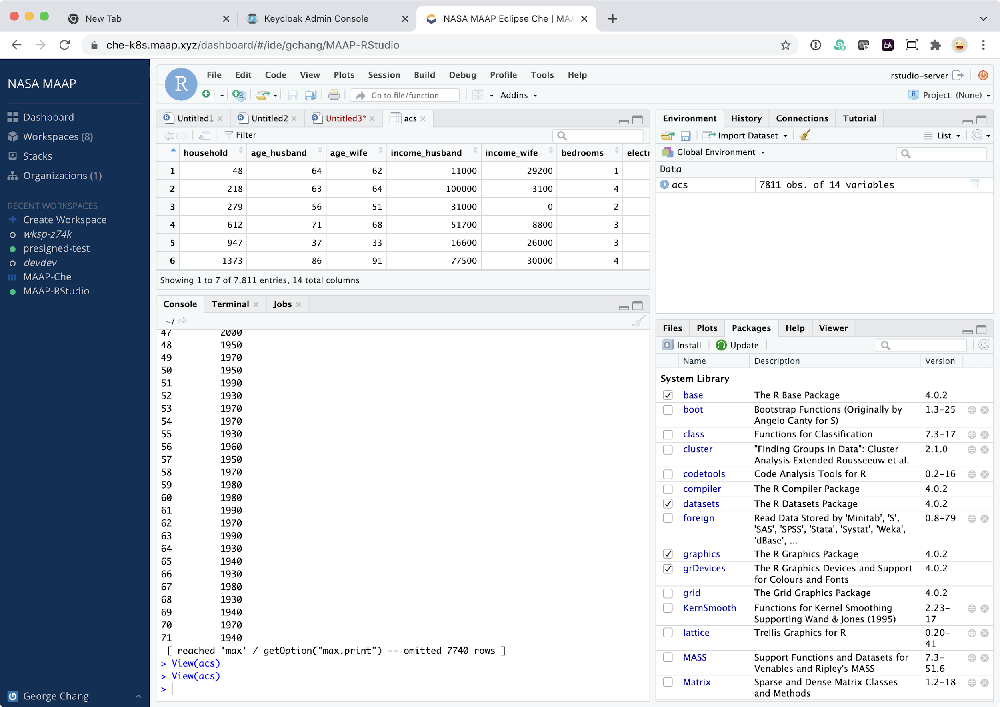 New Tab
Keycloak Admin Console
NASA MAAP Eclipse Che | MAA
che-k8s.maap.xyz/dashboard/#/ide/gchang/MAAP-RStudio
NASA MAAP
Dashboard
Workspaces (8)
Stacks
Organizations (1)
RECENT WORKSPACES
Create Workspace
wksp-z74k
presigned-test
devdev
MAAP-Che
MAAP-RStudio
George Chang
R
File Edit Code View Plots Session Build Debug Profile Tools Help
rstudio-server
Go to file/function
Addins
Project: (None)
Untitled1
Untitled2
Untitled3*
acs
Filter
household age_husband age_wife income_husband income_wife bedrooms electr
1 48 64 62 11000 29200 1
2 218 63 64 100000 3100 4
3 279 56 51 31000 0 2
4 612 71 68 51700 8800 3
5 947 37 33 16600 26000 3
6 1373 86 91 77500 30000 4
Showing 1 to 7 of 7,811 entries, 14 total columns
Console Terminal Jobs
~/
47 2000
48 1950
49 1970
50 1950
51 1990
52 1930
53 1970
54 1970
55 1930
56 1960
57 1950
58 1970
59 1980
60 1980
61 1990
62 1970
63 1990
64 1930
65 1940
66 1930
67 1980
68 1930
69 1940
70 1970
71 1940
[ reached 'max' / getOption("max.print") -- omitted 7740 rows ]
> View(acs)
> View(acs)
>
Environment History Connections Tutorial
Import Dataset
List
Global Environment
Data
acs 7811 obs. of 14 variables
Files Plots Packages Help Viewer
Install Update
Name Description Version
System Library
base The R Base Package 4.0.2
boot Bootstrap Functions (Originally by 1.3-25
Angelo Canty for S)
class Functions for Classification 7.3-17
cluster "Finding Groups in Data": Cluster 2.1.0
Analysis Extended Rousseeuw et al.
codetools Code Analysis Tools for R 0.2-16
compiler The R Compiler Package 4.0.2
datasets The R Datasets Package 4.0.2
foreign Read Data Stored by 'Minitab', 'S', 0.8-79
'SAS', 'SPSS', 'Stata', 'Systat', 'Weka',
'dBase', ...
graphics The R Graphics Package 4.0.2
grDevices The R Graphics Devices and Support 4.0.2
for Colours and Fonts
grid The Grid Graphics Package 4.0.2
KernSmooth Functions for Kernel Smoothing 2.23-
Supporting Wand & Jones (1995) 17
lattice Trellis Graphics for R 0.20-
41
MASS Support Functions and Datasets for 7.3-
Venables and Ripley's MASS 51.6
Matrix Sparse and Dense Matrix Classes 1.2-18
and Methods